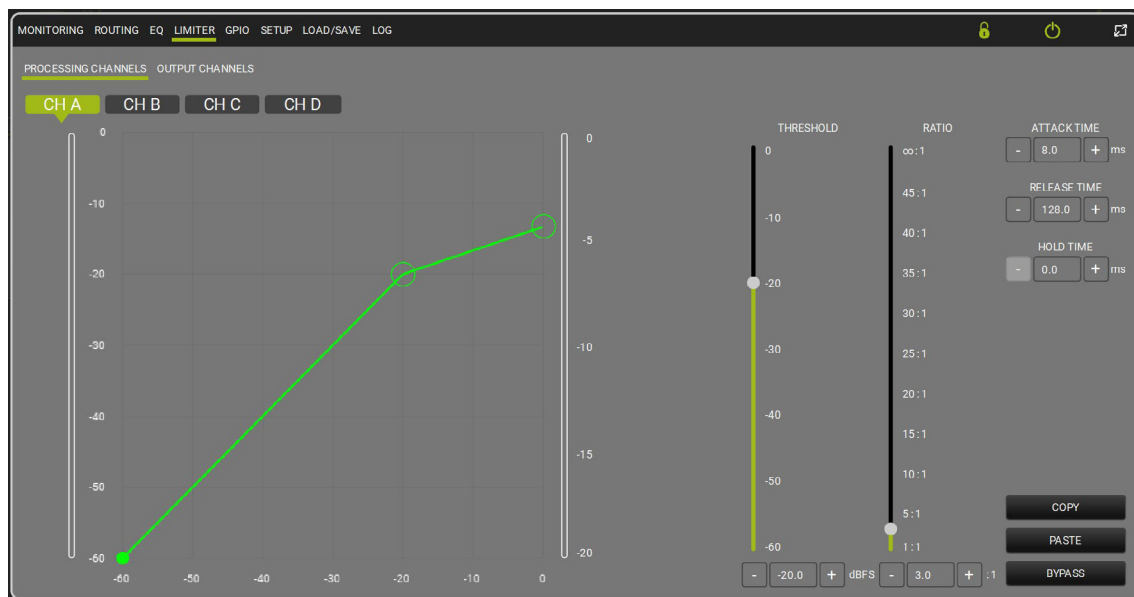 MONITORING ROUTING EQ LIMITER GPIO SETUP LOAD/SAVE LOG
PROCESSING CHANNELS OUTPUT CHANNELS
CH A CH B CH C CH D
0
-10
-20
-30
-40
-50
-60
-60 -50 -40 -30 -20 -10 0
0
-5
-10
-15
-20
THRESHOLD
0
-10
-20
-30
-40
-50
-60
- -20.0 + dBFS
RATIO
∞:1
45:1
40:1
35:1
30:1
25:1
20:1
15:1
10:1
5:1
1:1
- 3.0 + :1
ATTACK TIME
- 8.0 + ms
RELEASE TIME
- 128.0 + ms
HOLD TIME
- 0.0 + ms
COPY
PASTE
BYPASS